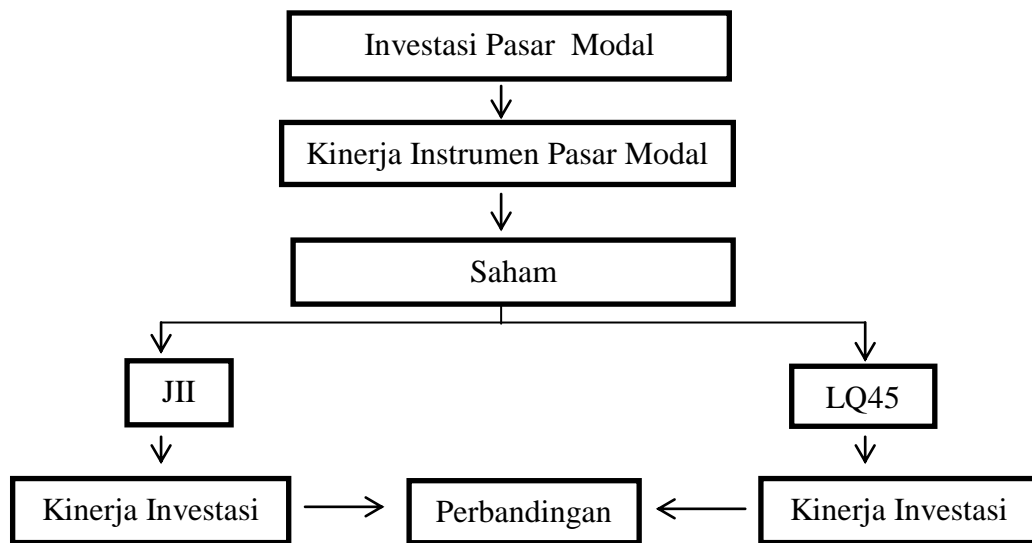 Investasi Pasar Modal
Kinerja Instrumen Pasar Modal
Saham
JII
LQ45
Kinerja Investasi
Perbandingan
Kinerja Investasi